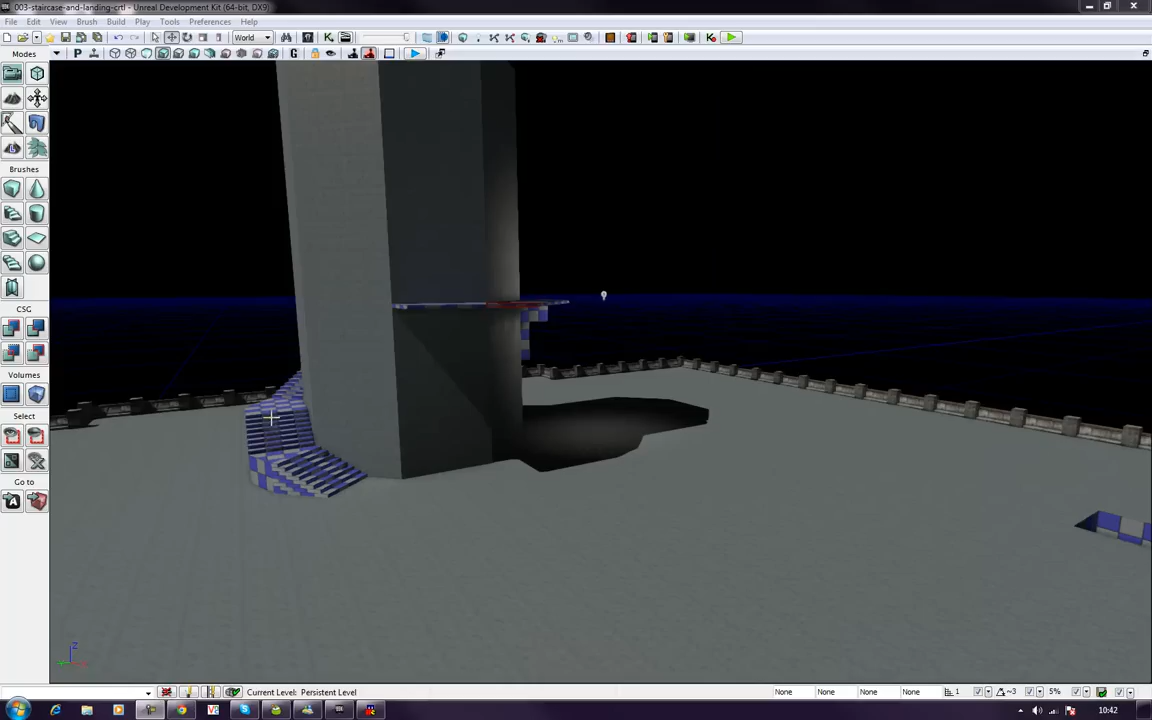 003-staircase-and-landing-crtl - Unreal Development Kit (64-bit, DX9)
File Edit View Brush Build Play Tools Preferences Help
World
Modes
Brushes
CSG
Volumes
Select
Go to
Z
Current Level: Persistent Level
None None None None 1 ~3 5%
10:42